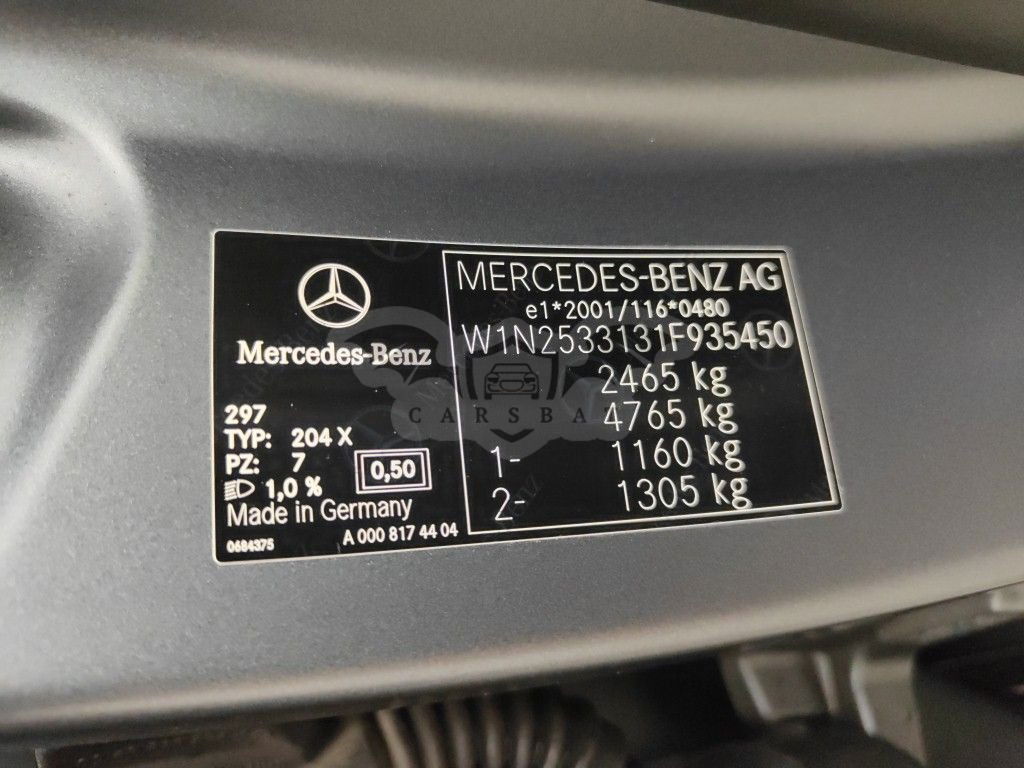 Mercedes-Benz
297
TYP: 204 X
PZ: 7
0,50
1,0 %
Made in Germany
0684375
A 000 817 44 04
MERCEDES-BENZ AG
e1*2001/116*0480
W1N2533131F935450
2465 kg
4765 kg
1- 1160 kg
2- 1305 kg
CARSBAZ